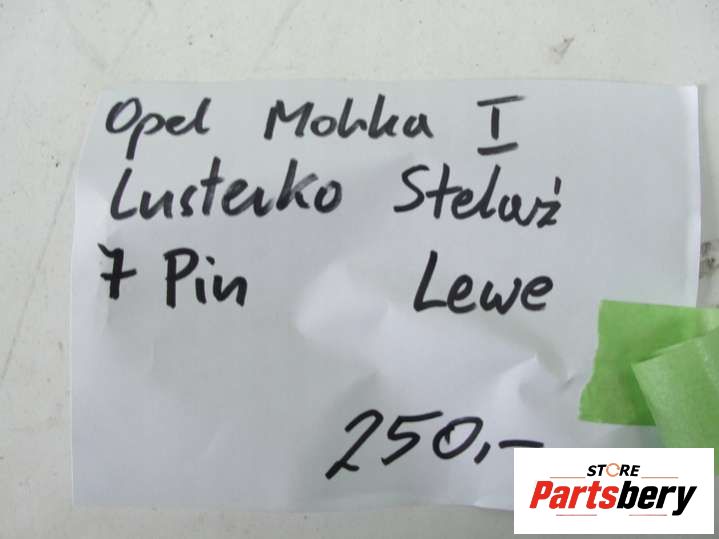 Opel Mokka I
Lusterko Stelaż
7 Pin Lewe
250,-
STORE
Partsbery